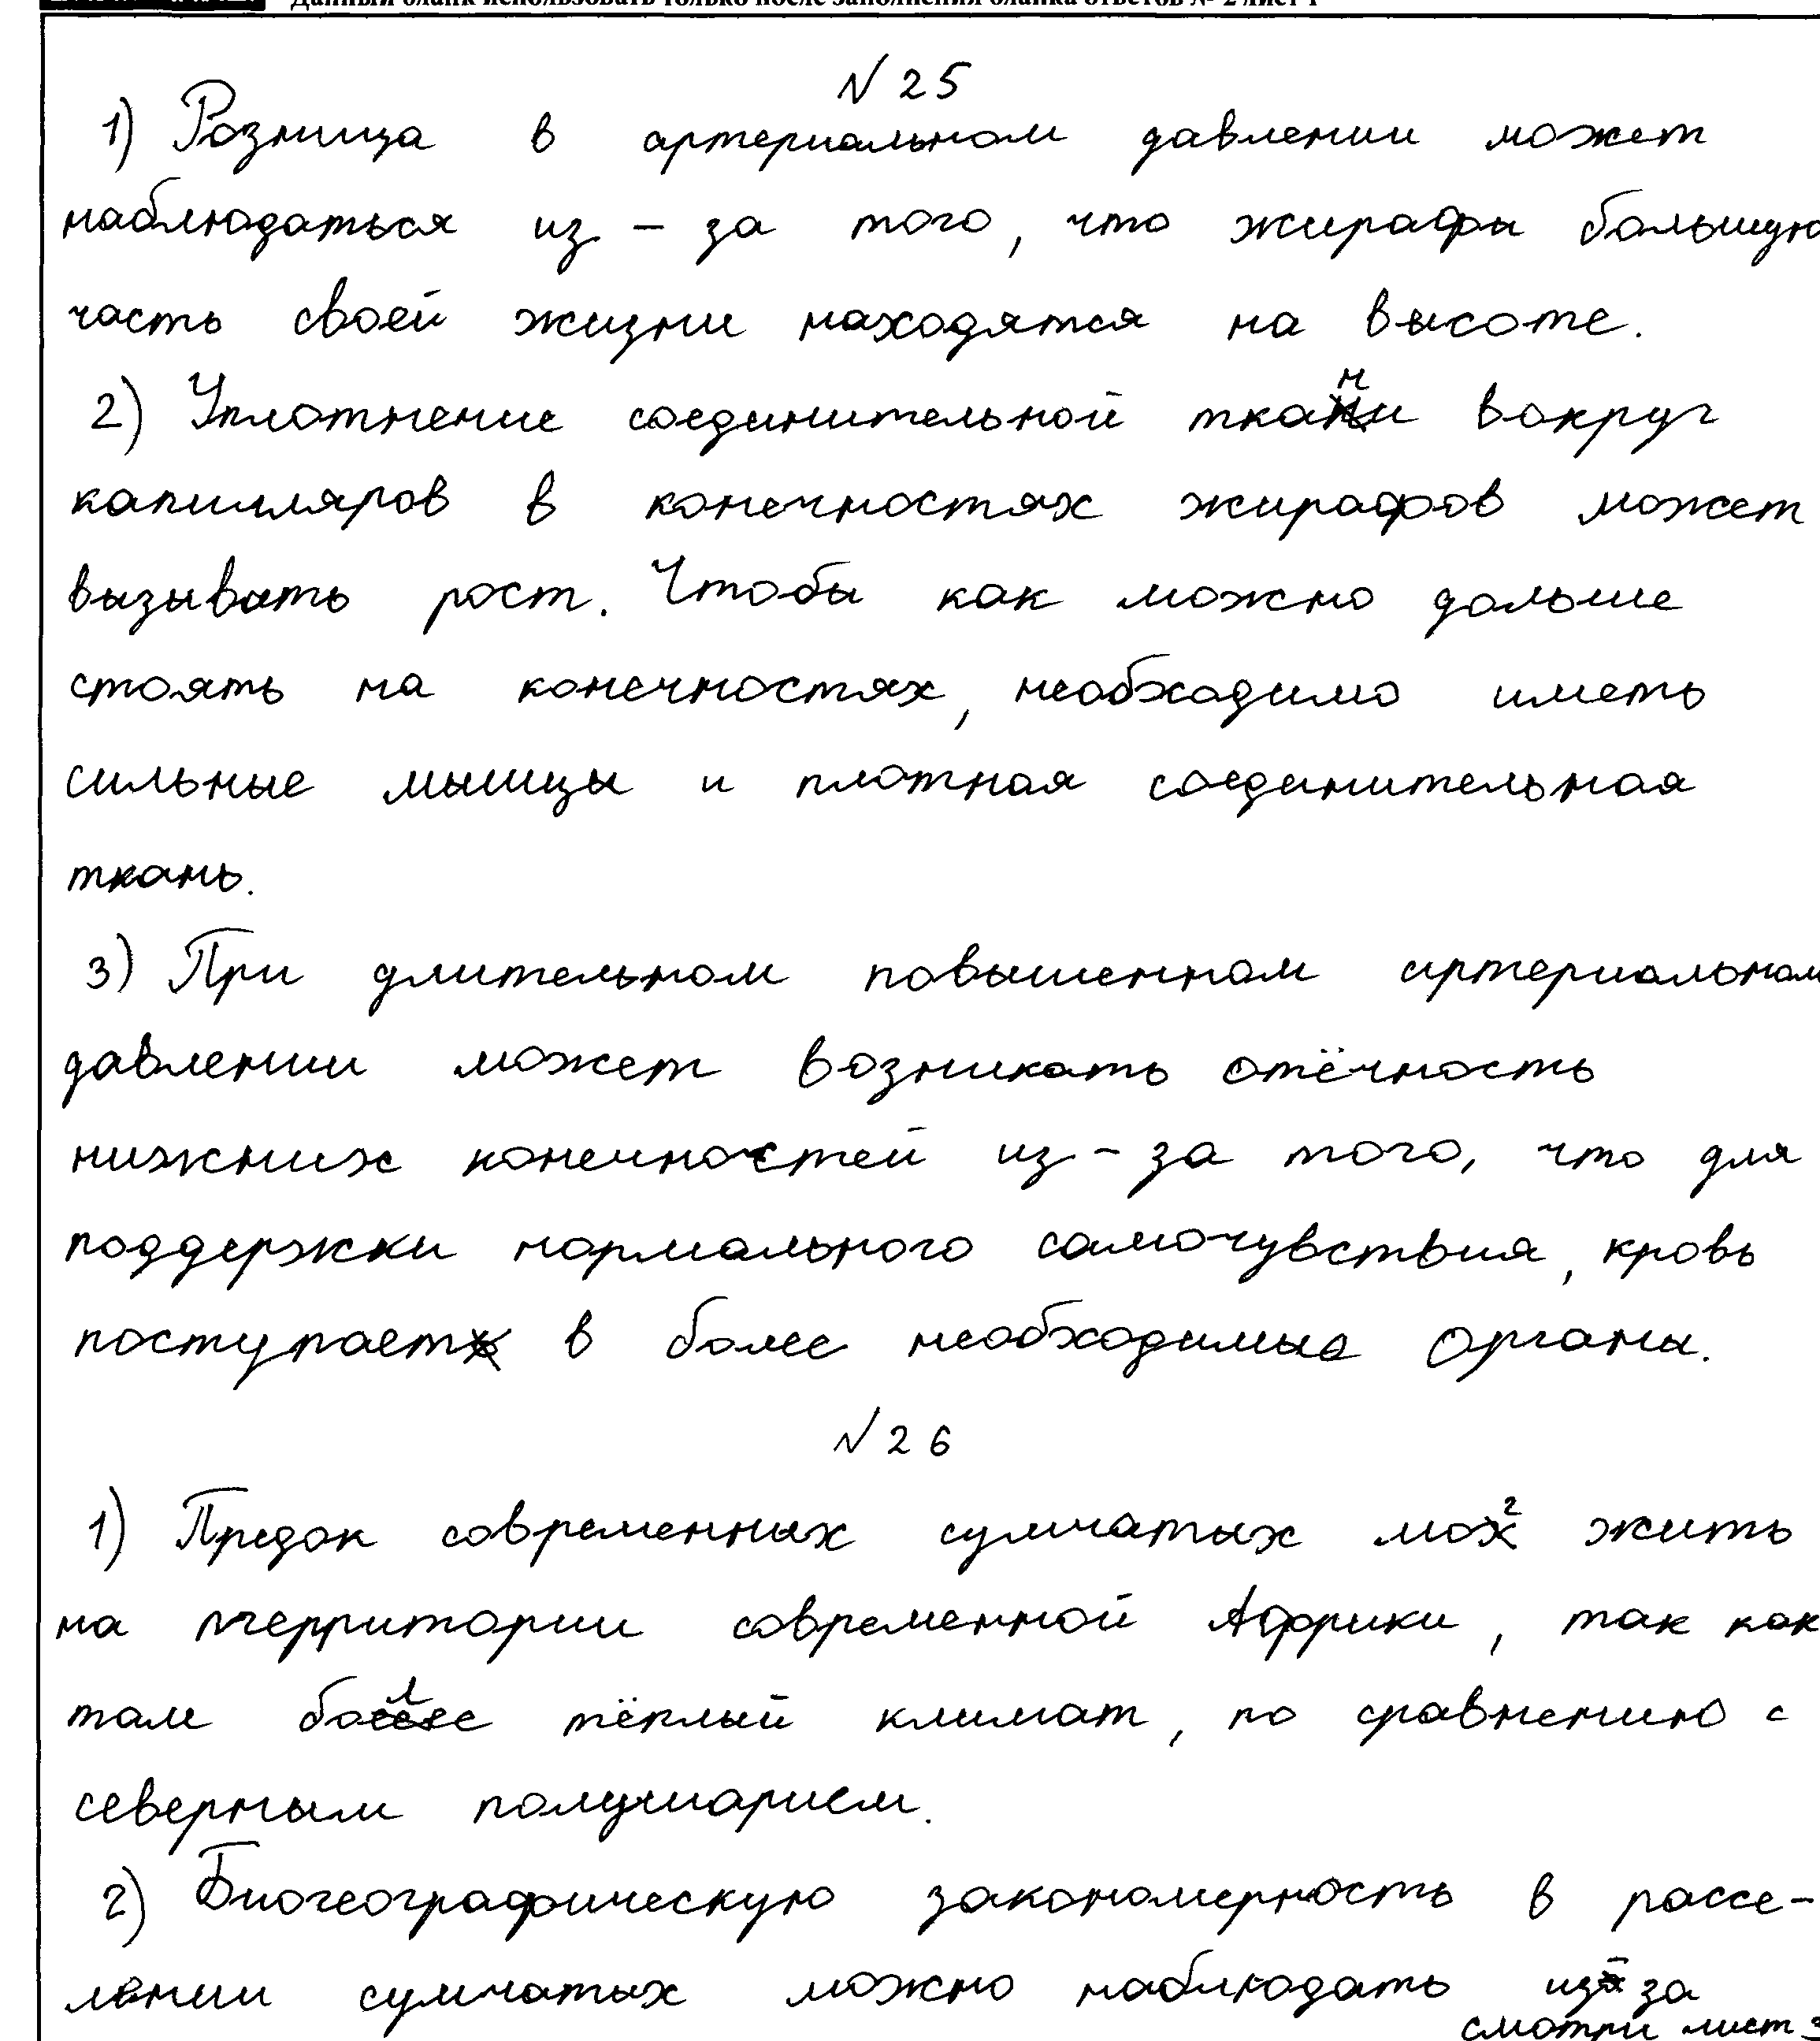 Данный бланк использовать только после заполнения бланка ответов № 2 лист 1
№ 25
1) Разница в артериальном давлении может
наблюдаться из-за того, что жирафы большую
часть своей жизни находятся на высоте.
2) Уплотнение соединительной ткани вокруг
капилляров в конечностях жирафов может
вызывать рост. Чтобы как можно дольше
стоять на конечностях, необходимо иметь
сильные мышцы и плотная соединительная
ткань.
3) При длительном повышенном артериальном
давлении может возникать отёчность
нижних конечностей из-за того, что для
поддержки нормального самочувствия, кровь
поступает в более необходимые органы.
№ 26
1) Предок современных сумчатых мог жить
на территории современной Африки, так как
там более тёплый климат, по сравнению с
северным полушарием.
2) Биогеографическую закономерность в рассе-
лении сумчатых можно наблюдать из-за
смотри лист 3